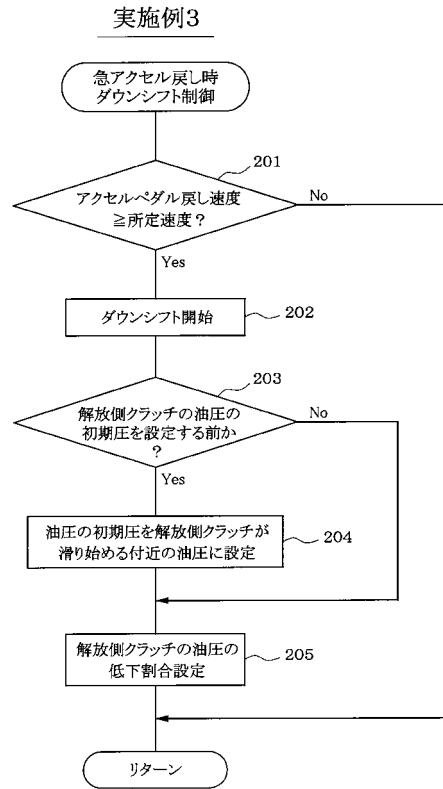 実施例3
急アクセル戻し時
ダウンシフト制御
201
アクセルペダル戻し速度
≧所定速度?
No
Yes
ダウンシフト開始
202
203
解放側クラッチの油圧の
初期圧を設定する前か
?
No
Yes
油圧の初期圧を解放側クラッチが
滑り始める付近の油圧に設定
204
解放側クラッチの油圧の
低下割合設定
205
リターン